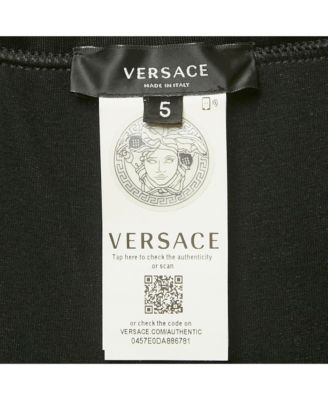 VERSACE
MADE IN ITALY
5
VERSACE
Tap here to check the authenticity
or scan
or check the code on
VERSACE.COM/AUTHENTIC
0457E0DA886781